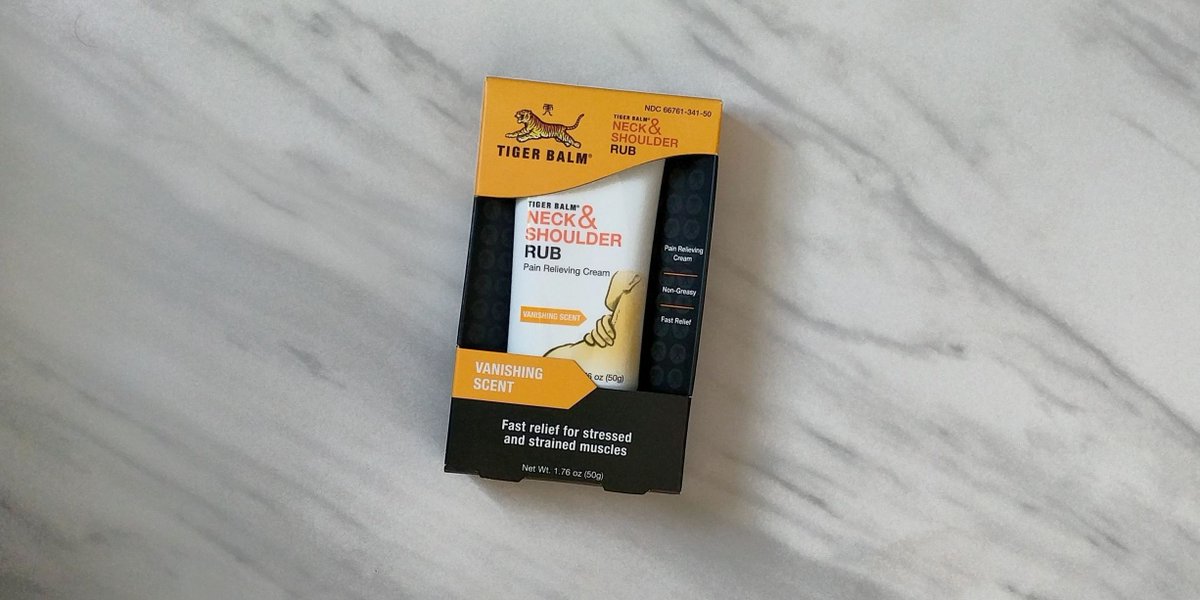 NDC 66761-341-50
TIGER BALM®
TIGER BALM®
NECK &
SHOULDER
RUB
TIGER BALM®
NECK &
SHOULDER
RUB
Pain Relieving Cream
VANISHING SCENT
oz (50g)
Pain Relieving
Cream
Non-Greasy
Fast Relief
VANISHING
SCENT
Fast relief for stressed
and strained muscles
Net Wt. 1.76 oz (50g)